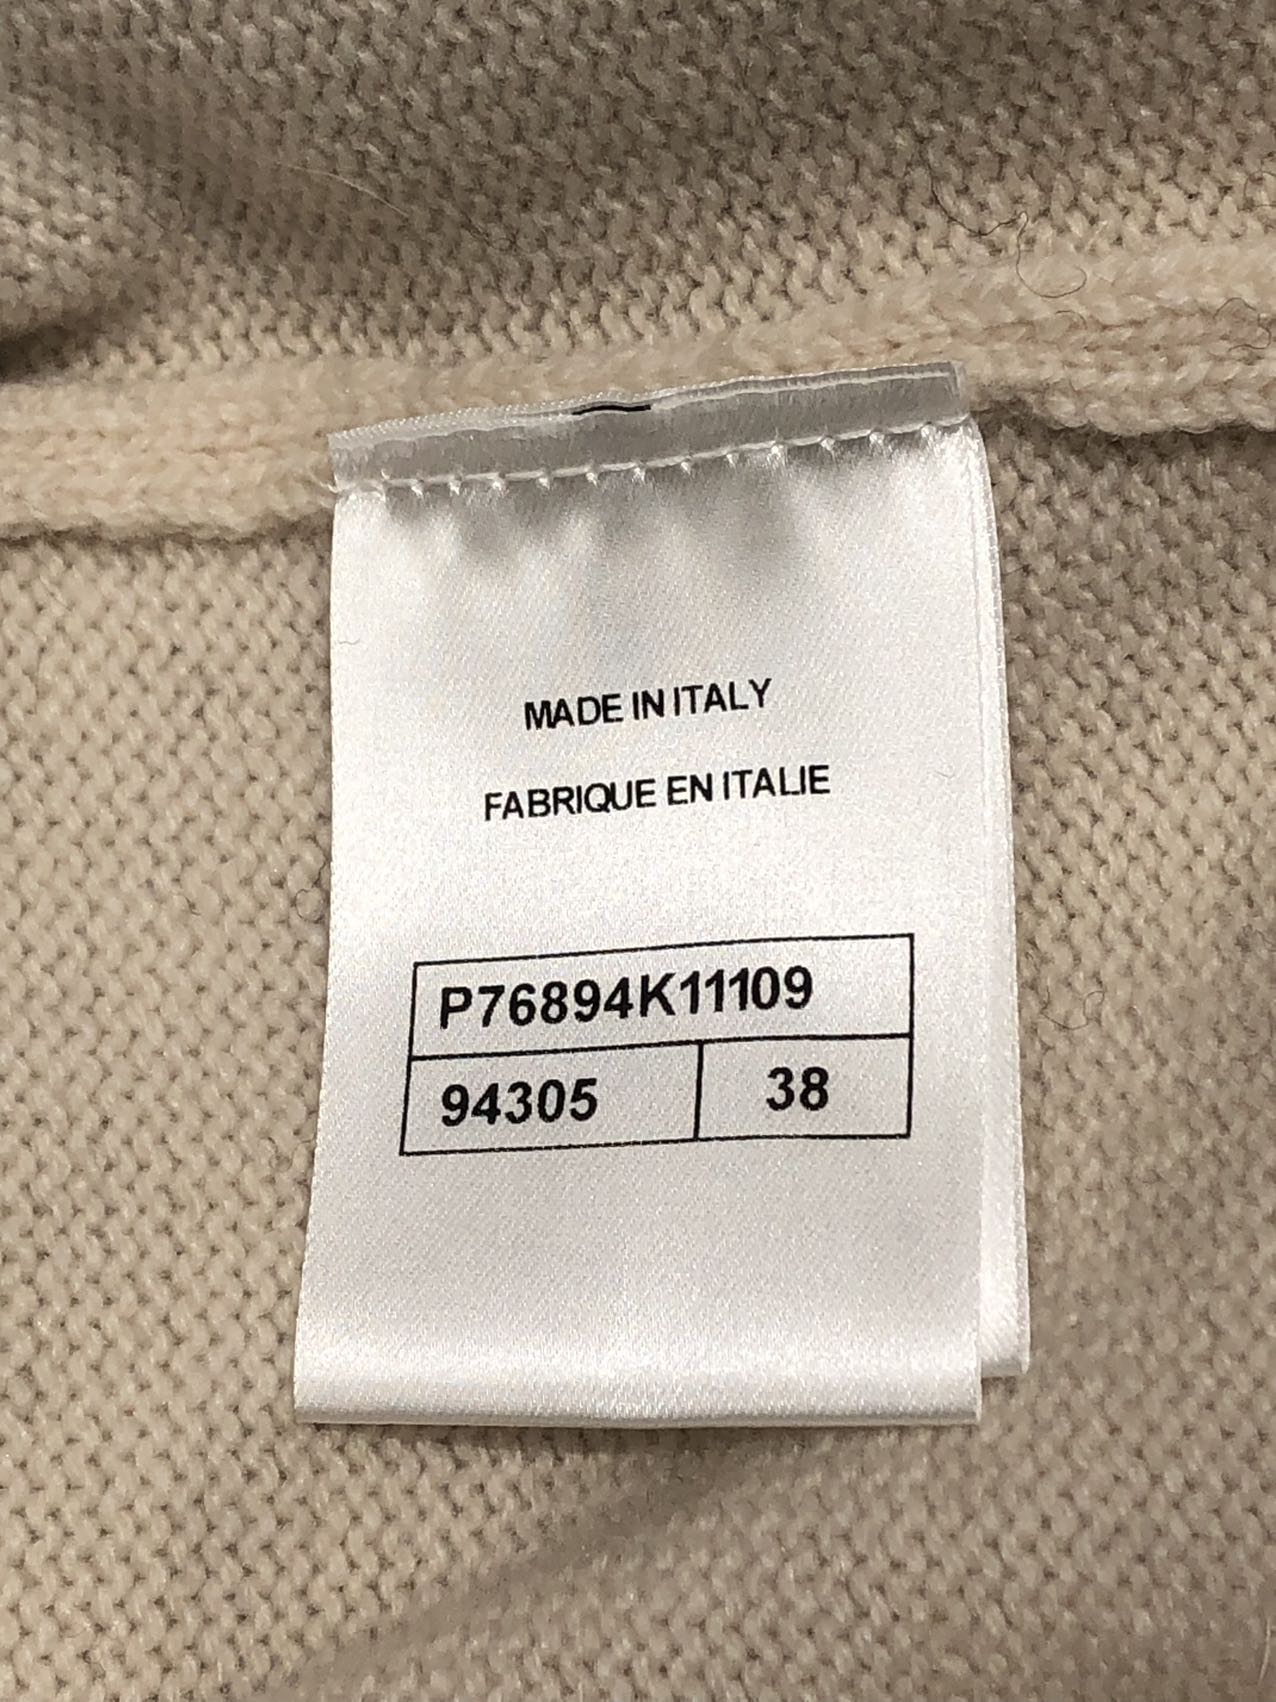 MADE IN ITALY
FABRIQUE EN ITALIE
P76894K11109
94305 38